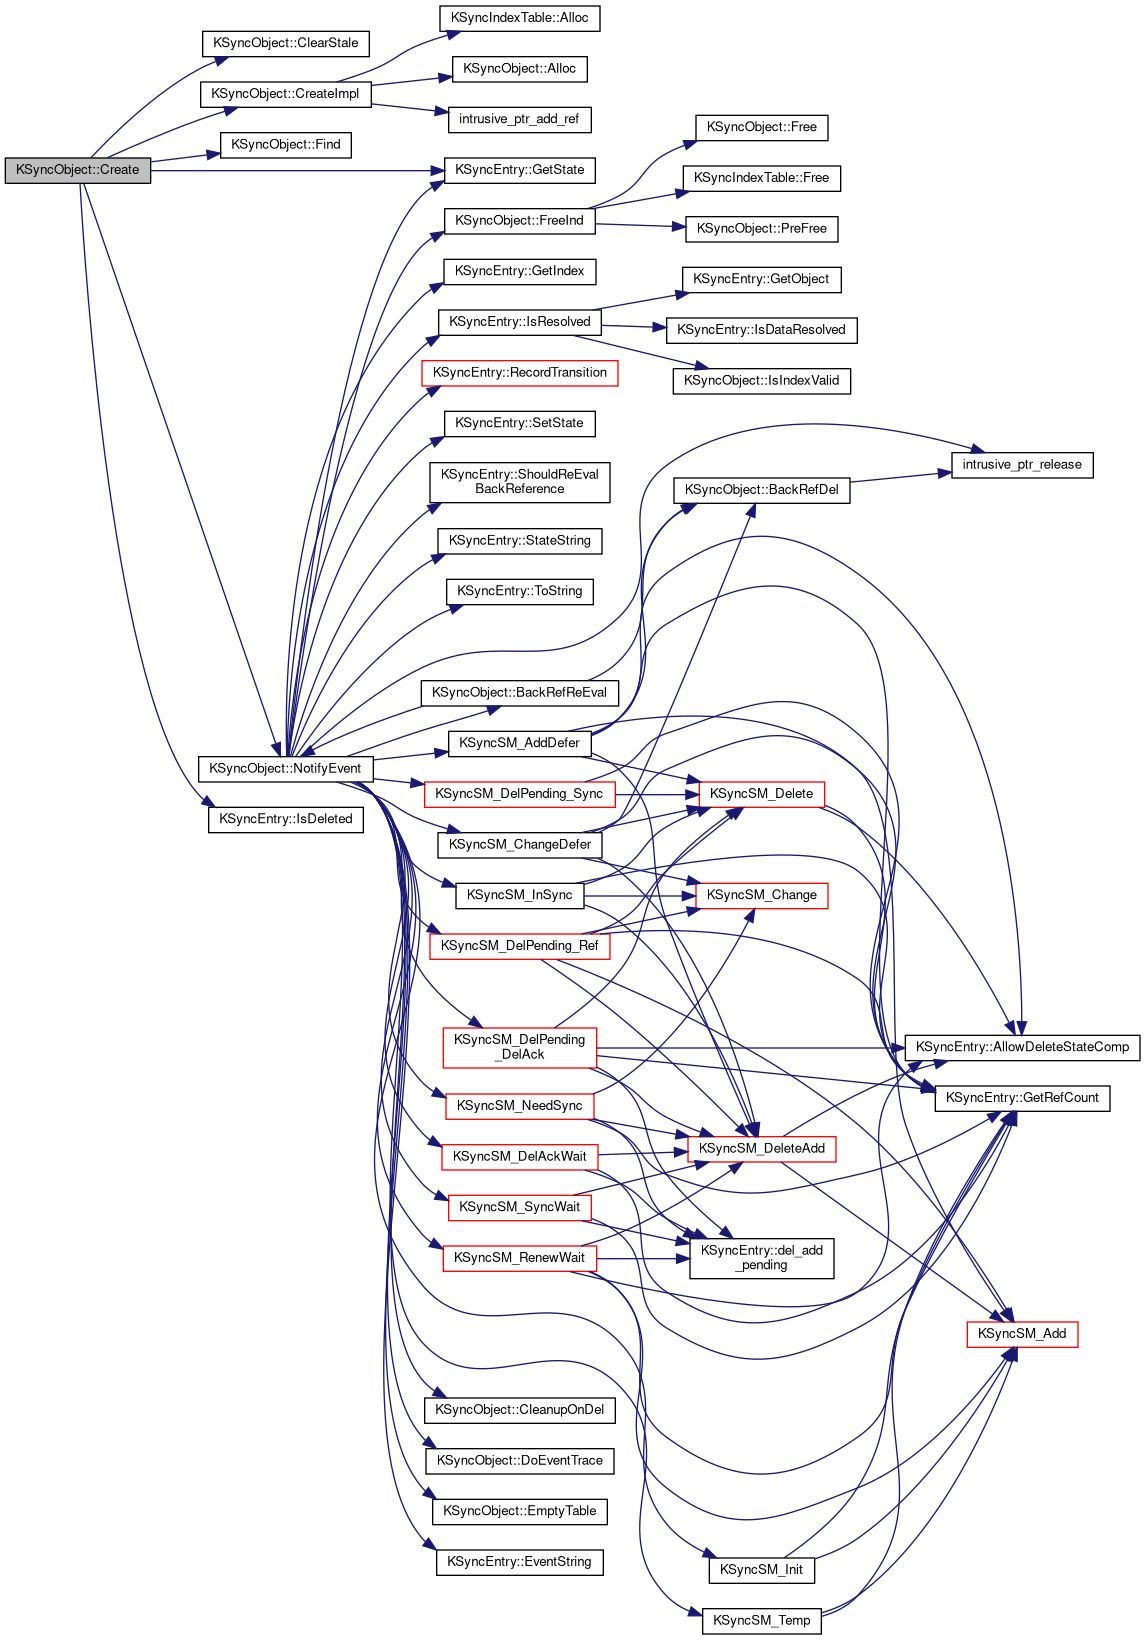 KSyncIndexTable::Alloc
KSyncObject::ClearStale
KSyncObject::Alloc
KSyncObject::CreateImpl
intrusive_ptr_add_ref
KSyncObject::Free
KSyncObject::Find
KSyncObject::Create
KSyncEntry::GetState
KSyncIndexTable::Free
KSyncObject::FreeInd
KSyncObject::PreFree
KSyncEntry::GetIndex
KSyncEntry::GetObject
KSyncEntry::IsResolved
KSyncEntry::IsDataResolved
KSyncEntry::RecordTransition
KSyncObject::IsIndexValid
KSyncEntry::SetState
intrusive_ptr_release
KSyncEntry::ShouldReEval
BackReference
KSyncObject::BackRefDel
KSyncEntry::StateString
KSyncEntry::ToString
KSyncObject::BackRefReEval
KSyncSM_AddDefer
KSyncObject::NotifyEvent
KSyncSM_DelPending_Sync
KSyncSM_Delete
KSyncEntry::IsDeleted
KSyncSM_ChangeDefer
KSyncSM_InSync
KSyncSM_Change
KSyncSM_DelPending_Ref
KSyncSM_DelPending
_DelAck
KSyncEntry::AllowDeleteStateComp
KSyncSM_NeedSync
KSyncEntry::GetRefCount
KSyncSM_DelAckWait
KSyncSM_DeleteAdd
KSyncSM_SyncWait
KSyncSM_RenewWait
KSyncEntry::del_add
_pending
KSyncSM_Add
KSyncObject::CleanupOnDel
KSyncObject::DoEventTrace
KSyncObject::EmptyTable
KSyncEntry::EventString
KSyncSM_Init
KSyncSM_Temp